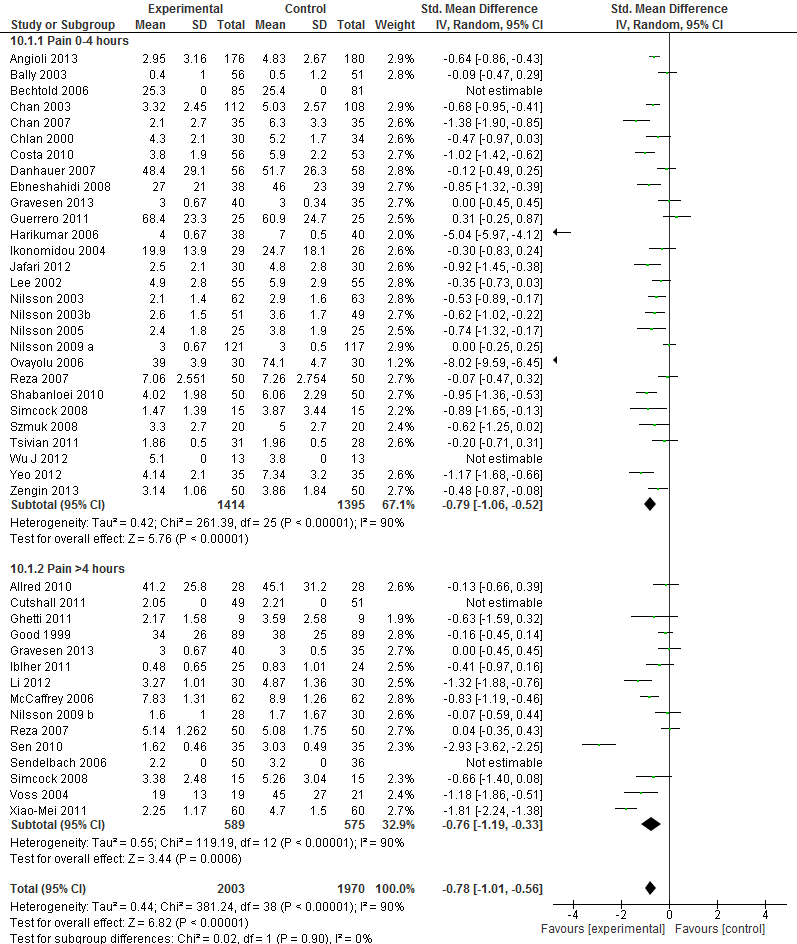 Experimental Control Std. Mean Difference Std. Mean Difference
Study or Subgroup Mean SD Total Mean SD Total Weight IV, Random, 95% CI IV, Random, 95% CI
10.1.1 Pain 0-4 hours
Angioli 2013 2.95 3.16 176 4.83 2.67 180 2.9% -0.64 [-0.86, -0.43]
Bally 2003 0.4 1 56 0.5 1.2 51 2.8% -0.09 [-0.47, 0.29]
Bechtold 2006 25.3 0 85 25.4 0 81 Not estimable
Chan 2003 3.32 2.45 112 5.03 2.57 108 2.9% -0.68 [-0.95, -0.41]
Chan 2007 2.1 2.7 35 6.3 3.3 35 2.6% -1.38 [-1.90, -0.85]
Chlan 2000 4.3 2.1 30 5.2 1.7 34 2.6% -0.47 [-0.97, 0.03]
Costa 2010 3.8 1.9 56 5.9 2.2 53 2.7% -1.02 [-1.42, -0.62]
Danhauer 2007 48.4 29.1 56 51.7 26.3 58 2.8% -0.12 [-0.49, 0.25]
Ebneshahidi 2008 27 21 38 46 23 39 2.7% -0.85 [-1.32, -0.39]
Gravesen 2013 3 0.67 40 3 0.34 35 2.7% 0.00 [-0.45, 0.45]
Guerrero 2011 68.4 23.3 25 60.9 24.7 25 2.5% 0.31 [-0.25, 0.87]
Harikumar 2006 4 0.67 38 7 0.5 40 2.0% -5.04 [-5.97, -4.12]
Ikonomidou 2004 19.9 13.9 29 24.7 18.1 26 2.6% -0.30 [-0.83, 0.24]
Jafari 2012 2.5 2.1 30 4.8 2.8 30 2.6% -0.92 [-1.45, -0.38]
Lee 2002 4.9 2.8 55 5.9 2.9 55 2.8% -0.35 [-0.73, 0.03]
Nilsson 2003 2.1 1.4 62 2.9 1.6 63 2.8% -0.53 [-0.89, -0.17]
Nilsson 2003b 2.6 1.5 51 3.6 1.7 49 2.7% -0.62 [-1.02, -0.22]
Nilsson 2005 2.4 1.8 25 3.8 1.9 25 2.5% -0.74 [-1.32, -0.17]
Nilsson 2009 a 3 0.67 121 3 0.5 117 2.9% 0.00 [-0.25, 0.25]
Ovayolu 2006 39 3.9 30 74.1 4.7 30 1.2% -8.02 [-9.59, -6.45]
Reza 2007 7.06 2.551 50 7.26 2.754 50 2.7% -0.07 [-0.47, 0.32]
Shabanloei 2010 4.02 1.98 50 6.06 2.29 50 2.7% -0.95 [-1.36, -0.53]
Simcock 2008 1.47 1.39 15 3.87 3.44 15 2.2% -0.89 [-1.65, -0.13]
Szmuk 2008 3.3 2.7 20 5 2.7 20 2.4% -0.62 [-1.25, 0.02]
Tsivian 2011 1.86 0.5 31 1.96 0.5 28 2.6% -0.20 [-0.71, 0.31]
Wu J 2012 5.1 0 13 3.8 0 13 Not estimable
Yeo 2012 4.14 2.1 35 7.34 3.2 35 2.6% -1.17 [-1.68, -0.66]
Zengin 2013 3.14 1.06 50 3.86 1.84 50 2.7% -0.48 [-0.87, -0.08]
Subtotal (95% CI) 1414 1395 67.1% -0.79 [-1.06, -0.52]
Heterogeneity: Tau² = 0.42; Chi² = 261.39, df = 25 (P < 0.00001); I² = 90%
Test for overall effect: Z = 5.76 (P < 0.00001)
10.1.2 Pain >4 hours
Allred 2010 41.2 25.8 28 45.1 31.2 28 2.6% -0.13 [-0.66, 0.39]
Cutshall 2011 2.05 0 49 2.21 0 51 Not estimable
Ghetti 2011 2.17 1.58 9 3.59 2.58 9 1.9% -0.63 [-1.59, 0.32]
Good 1999 34 26 89 38 25 89 2.9% -0.16 [-0.45, 0.14]
Gravesen 2013 3 0.67 40 3 0.5 35 2.7% 0.00 [-0.45, 0.45]
Iblher 2011 0.48 0.65 25 0.83 1.01 24 2.5% -0.41 [-0.97, 0.16]
Li 2012 3.27 1.01 30 4.87 1.36 30 2.5% -1.32 [-1.88, -0.76]
McCaffrey 2006 7.83 1.31 62 8.9 1.26 62 2.8% -0.83 [-1.19, -0.46]
Nilsson 2009 b 1.6 1 28 1.7 1.67 30 2.6% -0.07 [-0.59, 0.44]
Reza 2007 5.14 1.262 50 5.08 1.75 50 2.7% 0.04 [-0.35, 0.43]
Sen 2010 1.62 0.46 35 3.03 0.49 35 2.3% -2.93 [-3.62, -2.25]
Sendelbach 2006 2.2 0 50 3.2 0 36 Not estimable
Simcock 2008 3.38 2.48 15 5.26 3.04 15 2.3% -0.66 [-1.40, 0.08]
Voss 2004 19 13 19 45 27 21 2.3% -1.18 [-1.86, -0.51]
Xiao-Mei 2011 2.25 1.17 60 4.7 1.5 60 2.7% -1.81 [-2.24, -1.38]
Subtotal (95% CI) 589 575 32.9% -0.76 [-1.19, -0.33]
Heterogeneity: Tau² = 0.55; Chi² = 119.19, df = 12 (P < 0.00001); I² = 90%
Test for overall effect: Z = 3.44 (P = 0.0006)
Total (95% CI) 2003 1970 100.0% -0.78 [-1.01, -0.56]
Heterogeneity: Tau² = 0.44; Chi² = 381.24, df = 38 (P < 0.00001); I² = 90%
-4 -2 0 2 4
Test for overall effect: Z = 6.82 (P < 0.00001)
Favours [experimental] Favours [control]
Test for subgroup differences: Chi² = 0.02, df = 1 (P = 0.90), I² = 0%